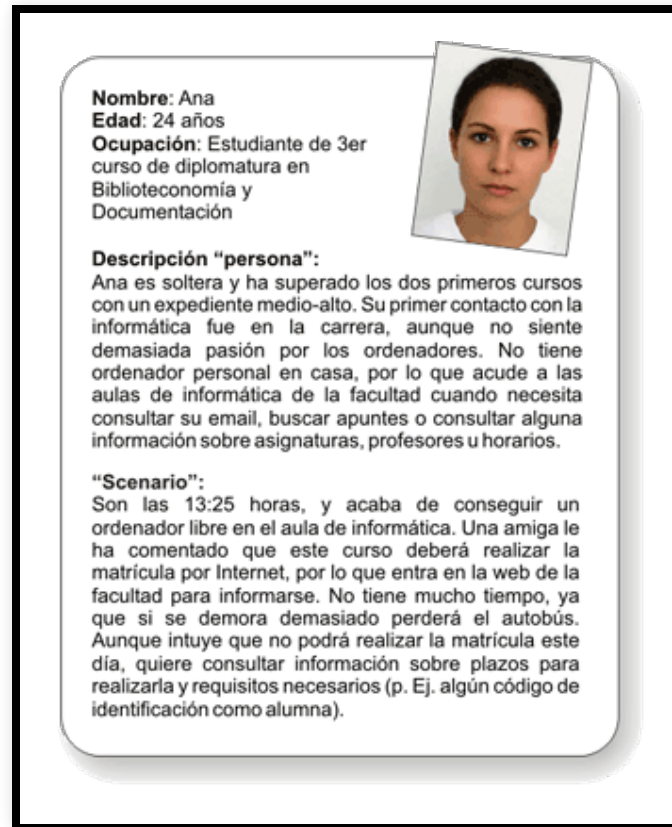 Nombre: Ana
Edad: 24 años
Ocupación: Estudiante de 3er
curso de diplomatura en
Biblioteconomía y
Documentación
Descripción “persona”:
Ana es soltera y ha superado los dos primeros cursos
con un expediente medio-alto. Su primer contacto con la
informática fue en la carrera, aunque no siente
demasiada pasión por los ordenadores. No tiene
ordenador personal en casa, por lo que acude a las
aulas de informática de la facultad cuando necesita
consultar su email, buscar apuntes o consultar alguna
información sobre asignaturas, profesores u horarios.
“Scenario”:
Son las 13:25 horas, y acaba de conseguir un
ordenador libre en el aula de informática. Una amiga le
ha comentado que este curso deberá realizar la
matrícula por Internet, por lo que entra en la web de la
facultad para informarse. No tiene mucho tiempo, ya
que si se demora demasiado perderá el autobús.
Aunque intuye que no podrá realizar la matrícula este
día, quiere consultar información sobre plazos para
realizarla y requisitos necesarios (p. Ej. algún código de
identificación como alumna).